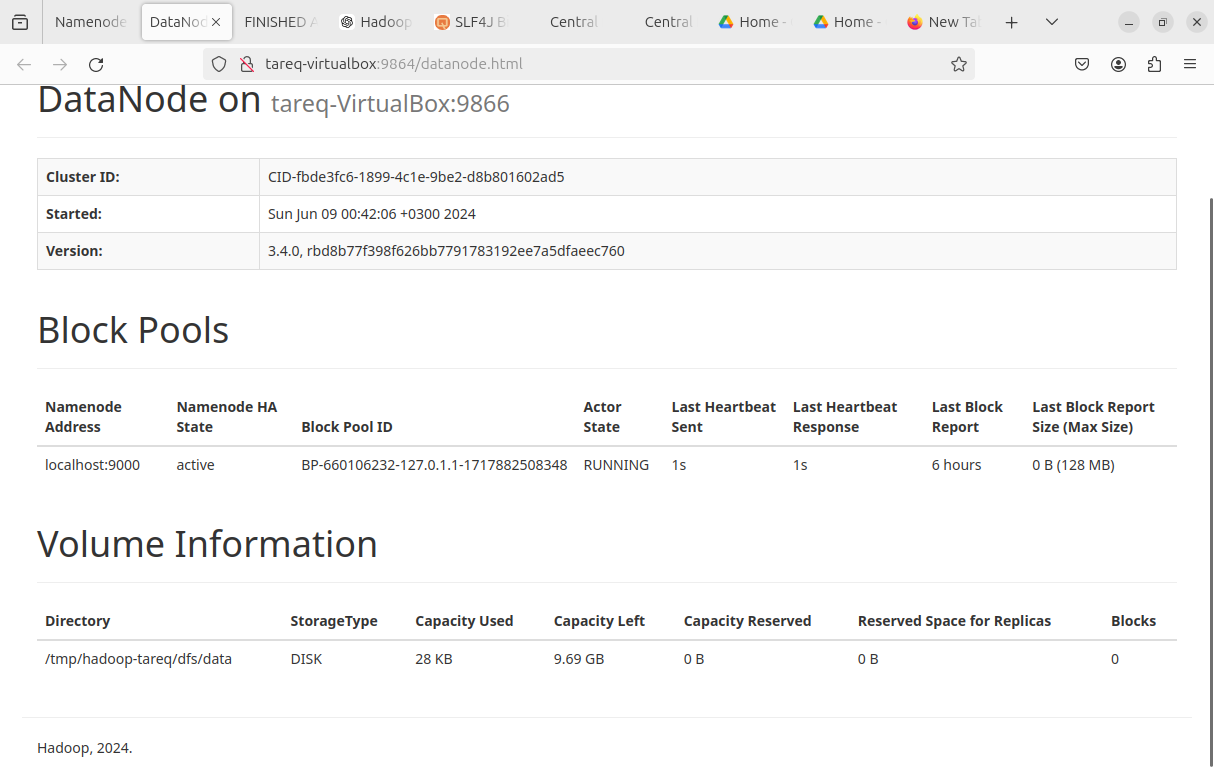 Namenode
DataNod
FINISHED A
Hadoop
SLF4J B
Central
Central
Home -
Home -
New Ta
tareq-virtualbox:9864/datanode.html
DataNode on tareq-VirtualBox:9866
Cluster ID: CID-fbde3fc6-1899-4c1e-9be2-d8b801602ad5
Started: Sun Jun 09 00:42:06 +0300 2024
Version: 3.4.0, rbd8b77f398f626bb7791783192ee7a5dfaeec760
Block Pools
Namenode Address Namenode HA State Block Pool ID Actor State Last Heartbeat Sent Last Heartbeat Response Last Block Report Last Block Report Size (Max Size)
localhost:9000 active BP-660106232-127.0.1.1-1717882508348 RUNNING 1s 1s 6 hours 0 B (128 MB)
Volume Information
Directory StorageType Capacity Used Capacity Left Capacity Reserved Reserved Space for Replicas Blocks
/tmp/hadoop-tareq/dfs/data DISK 28 KB 9.69 GB 0 B 0 B 0
Hadoop, 2024.